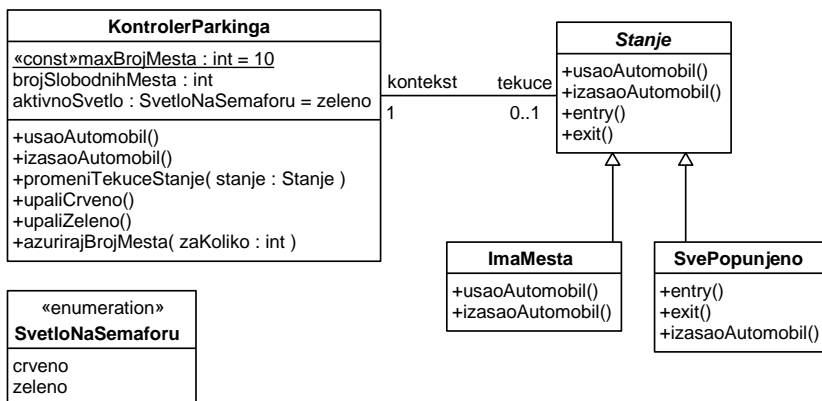 KontrolerParkinga
«const»maxBrojMesta : int = 10
brojSlobodnihMesta : int
aktivnoSvetlo : SvetloNaSemaforu = zeleno
+usaoAutomobil()
+izasaoAutomobil()
+promeniTekuceStanje( stanje : Stanje )
+upaliCrveno()
+upaliZeleno()
+azurirajBrojMesta( zaKoliko : int )
kontekst
tekuce
1
0..1
Stanje
+usaoAutomobil()
+izasaoAutomobil()
+entry()
+exit()
ImaMesta
+usaoAutomobil()
+izasaoAutomobil()
SvePopunjeno
+entry()
+exit()
+izasaoAutomobil()
«enumeration»
SvetloNaSemaforu
crveno
zeleno